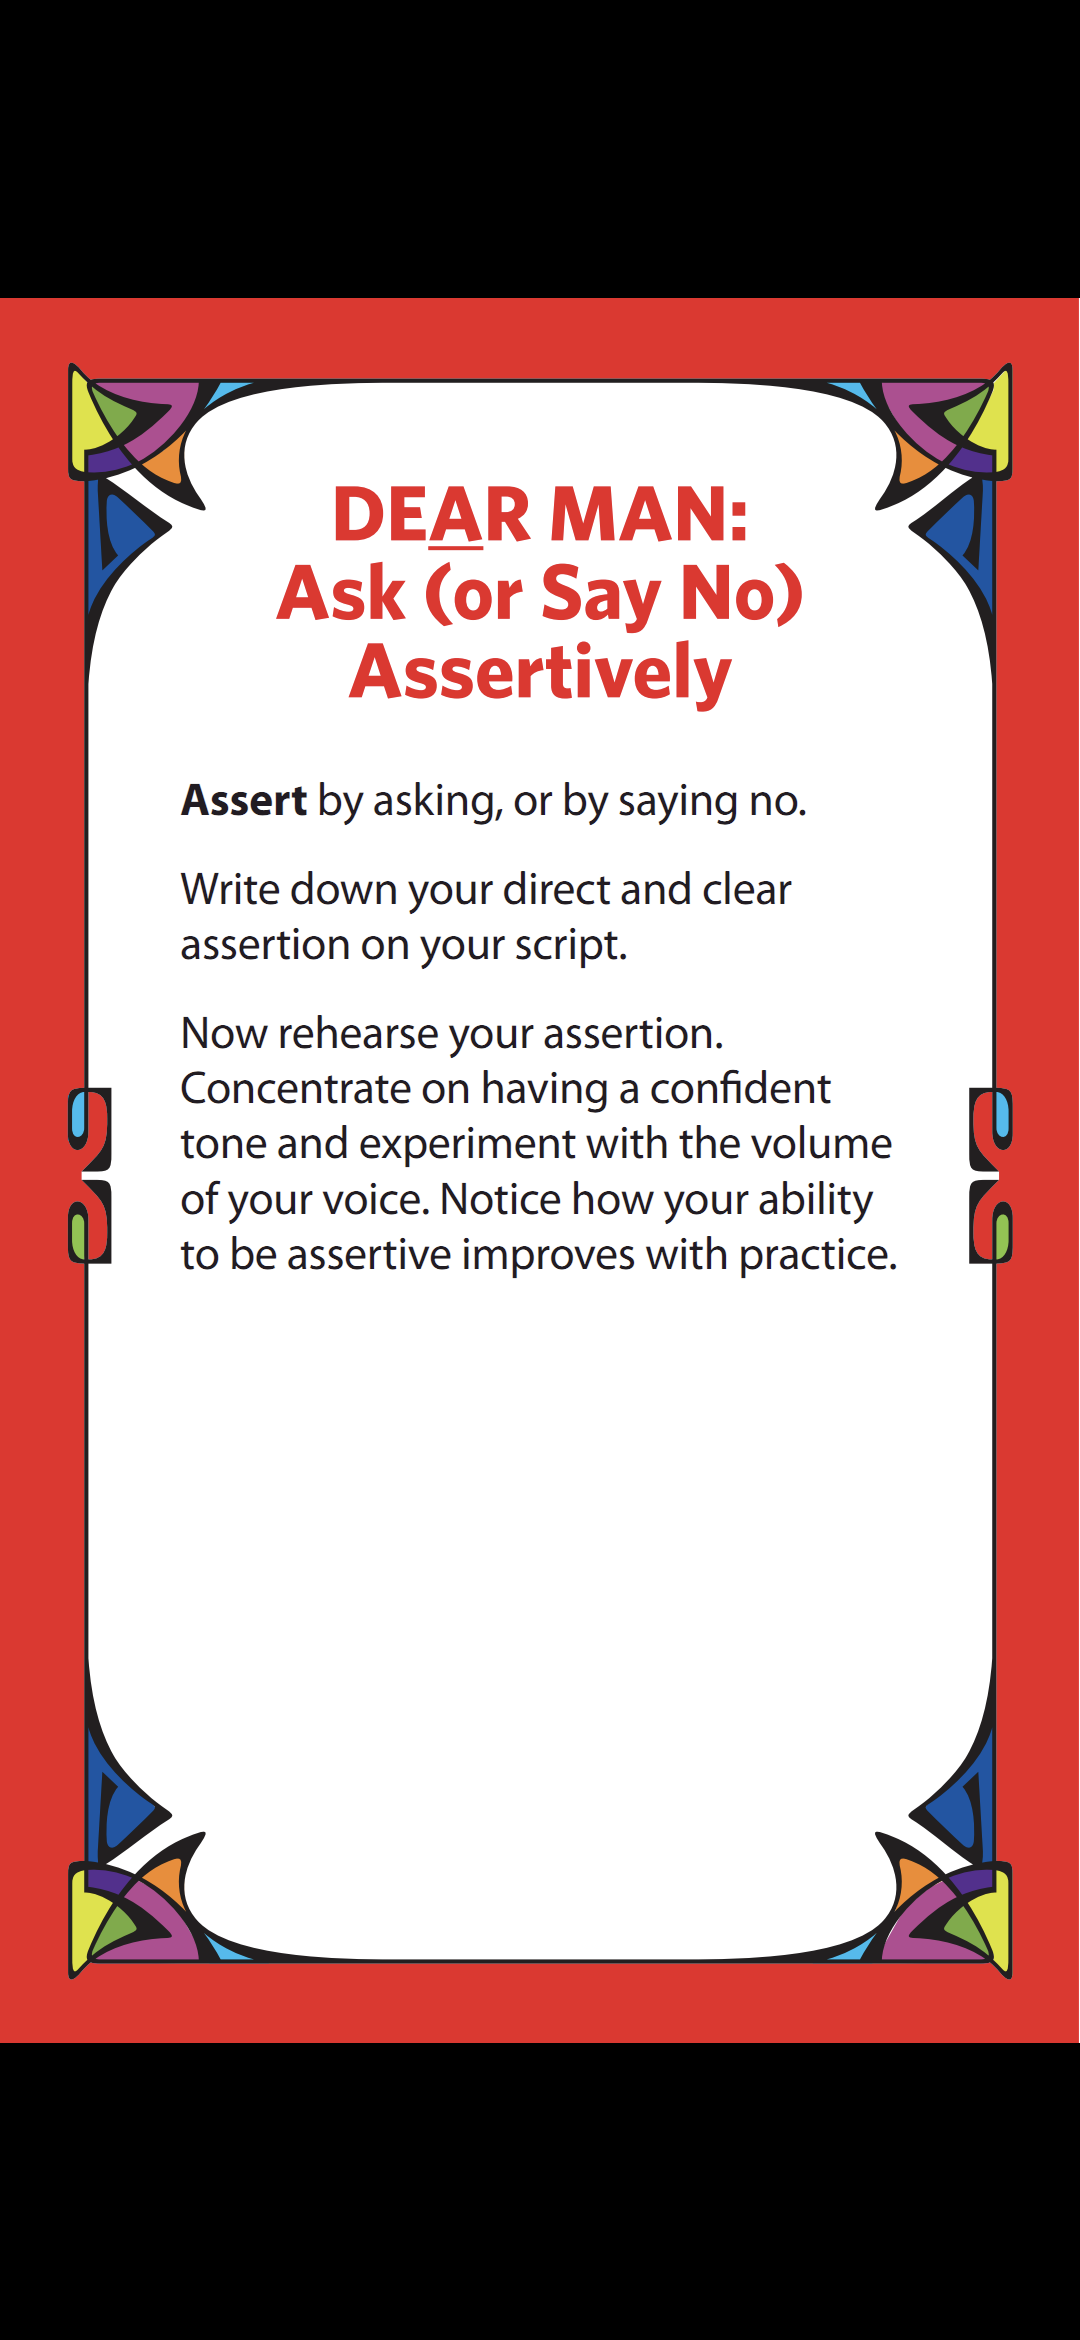 DEAR MAN:
Ask (or Say No)
Assertively
Assert by asking, or by saying no.
Write down your direct and clear
assertion on your script.
Now rehearse your assertion.
Concentrate on having a confident
tone and experiment with the volume
of your voice. Notice how your ability
to be assertive improves with practice.